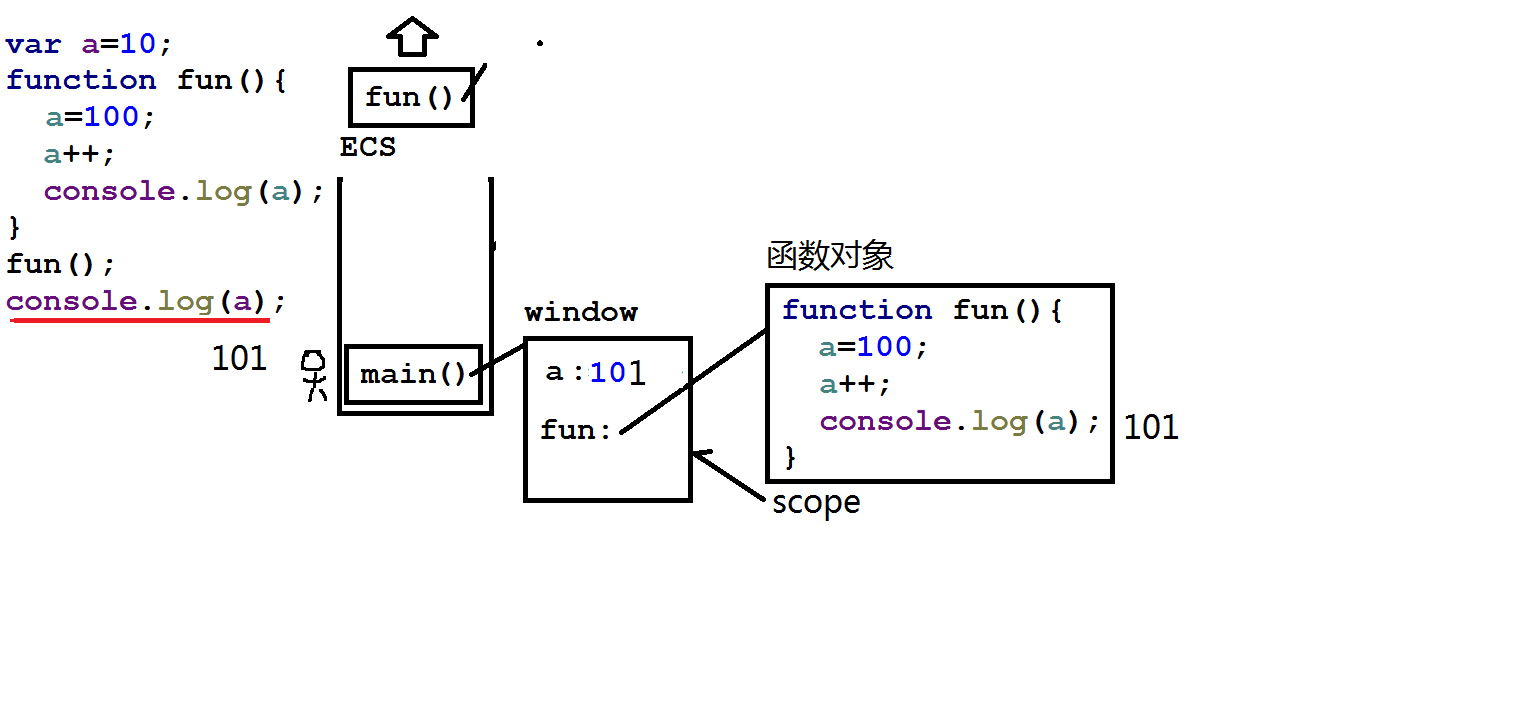 var a=10;
function fun(){
a=100;
a++;
console.log(a);
}
fun();
console.log(a);
101
fun()
ECS
main()
window
a:101
fun:
函数对象
function fun(){
a=100;
a++;
console.log(a);
}
101
scope